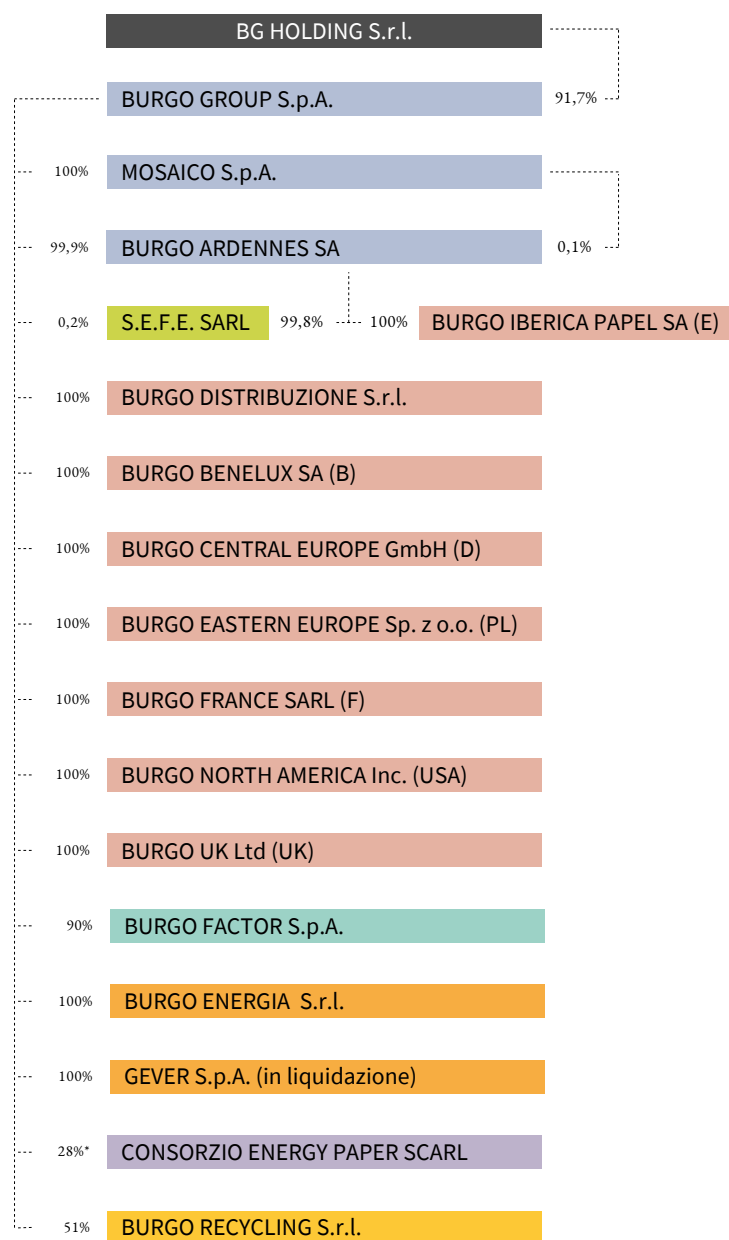 BG HOLDING S.r.l.
BURGO GROUP S.p.A. 91,7%
100% MOSAICO S.p.A.
99,9% BURGO ARDENNES SA 0,1%
0,2% S.E.F.E. SARL 99,8% 100% BURGO IBERICA PAPEL SA (E)
100% BURGO DISTRIBUZIONE S.r.l.
100% BURGO BENELUX SA (B)
100% BURGO CENTRAL EUROPE GmbH (D)
100% BURGO EASTERN EUROPE Sp. z o.o. (PL)
100% BURGO FRANCE SARL (F)
100% BURGO NORTH AMERICA Inc. (USA)
100% BURGO UK Ltd (UK)
90% BURGO FACTOR S.p.A.
100% BURGO ENERGIA S.r.l.
100% GEVER S.p.A. (in liquidazione)
28%* CONSORZIO ENERGY PAPER SCARL
51% BURGO RECYCLING S.r.l.